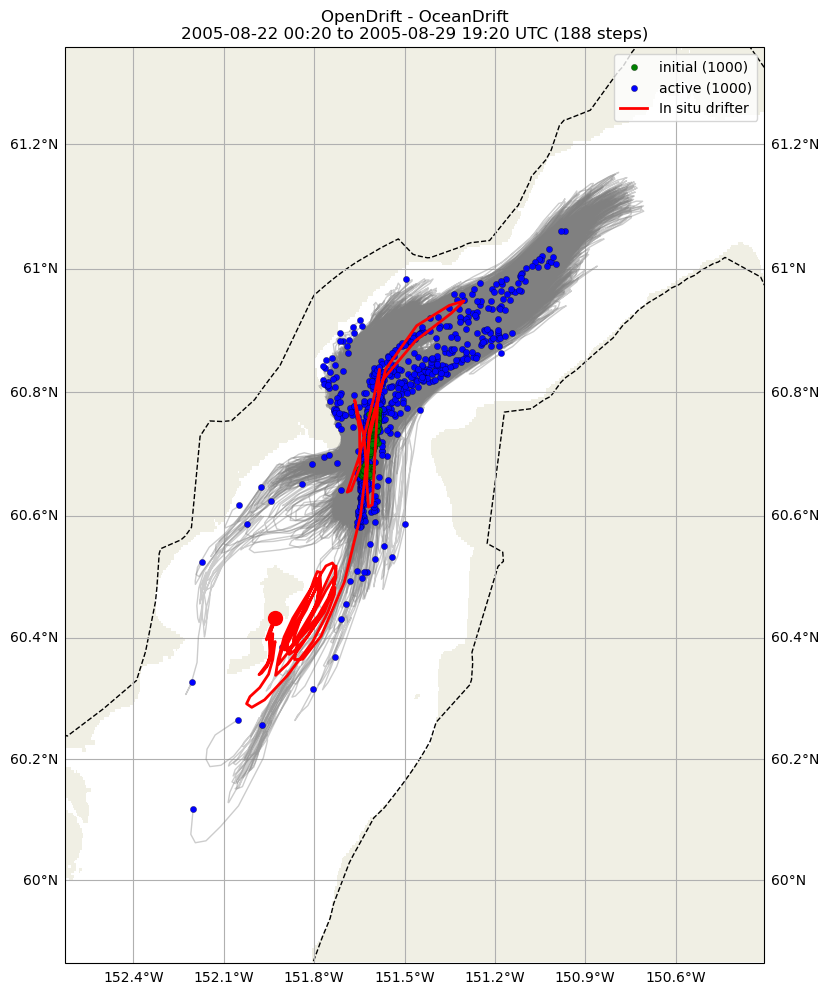 OpenDrift - OceanDrift
2005-08-22 00:20 to 2005-08-29 19:20 UTC (188 steps)
initial (1000)
active (1000)
In situ drifter
61.2°N 61.2°N
61°N 61°N
60.8°N 60.8°N
60.6°N 60.6°N
60.4°N 60.4°N
60.2°N 60.2°N
60°N 60°N
152.4°W 152.1°W 151.8°W 151.5°W 151.2°W 150.9°W 150.6°W